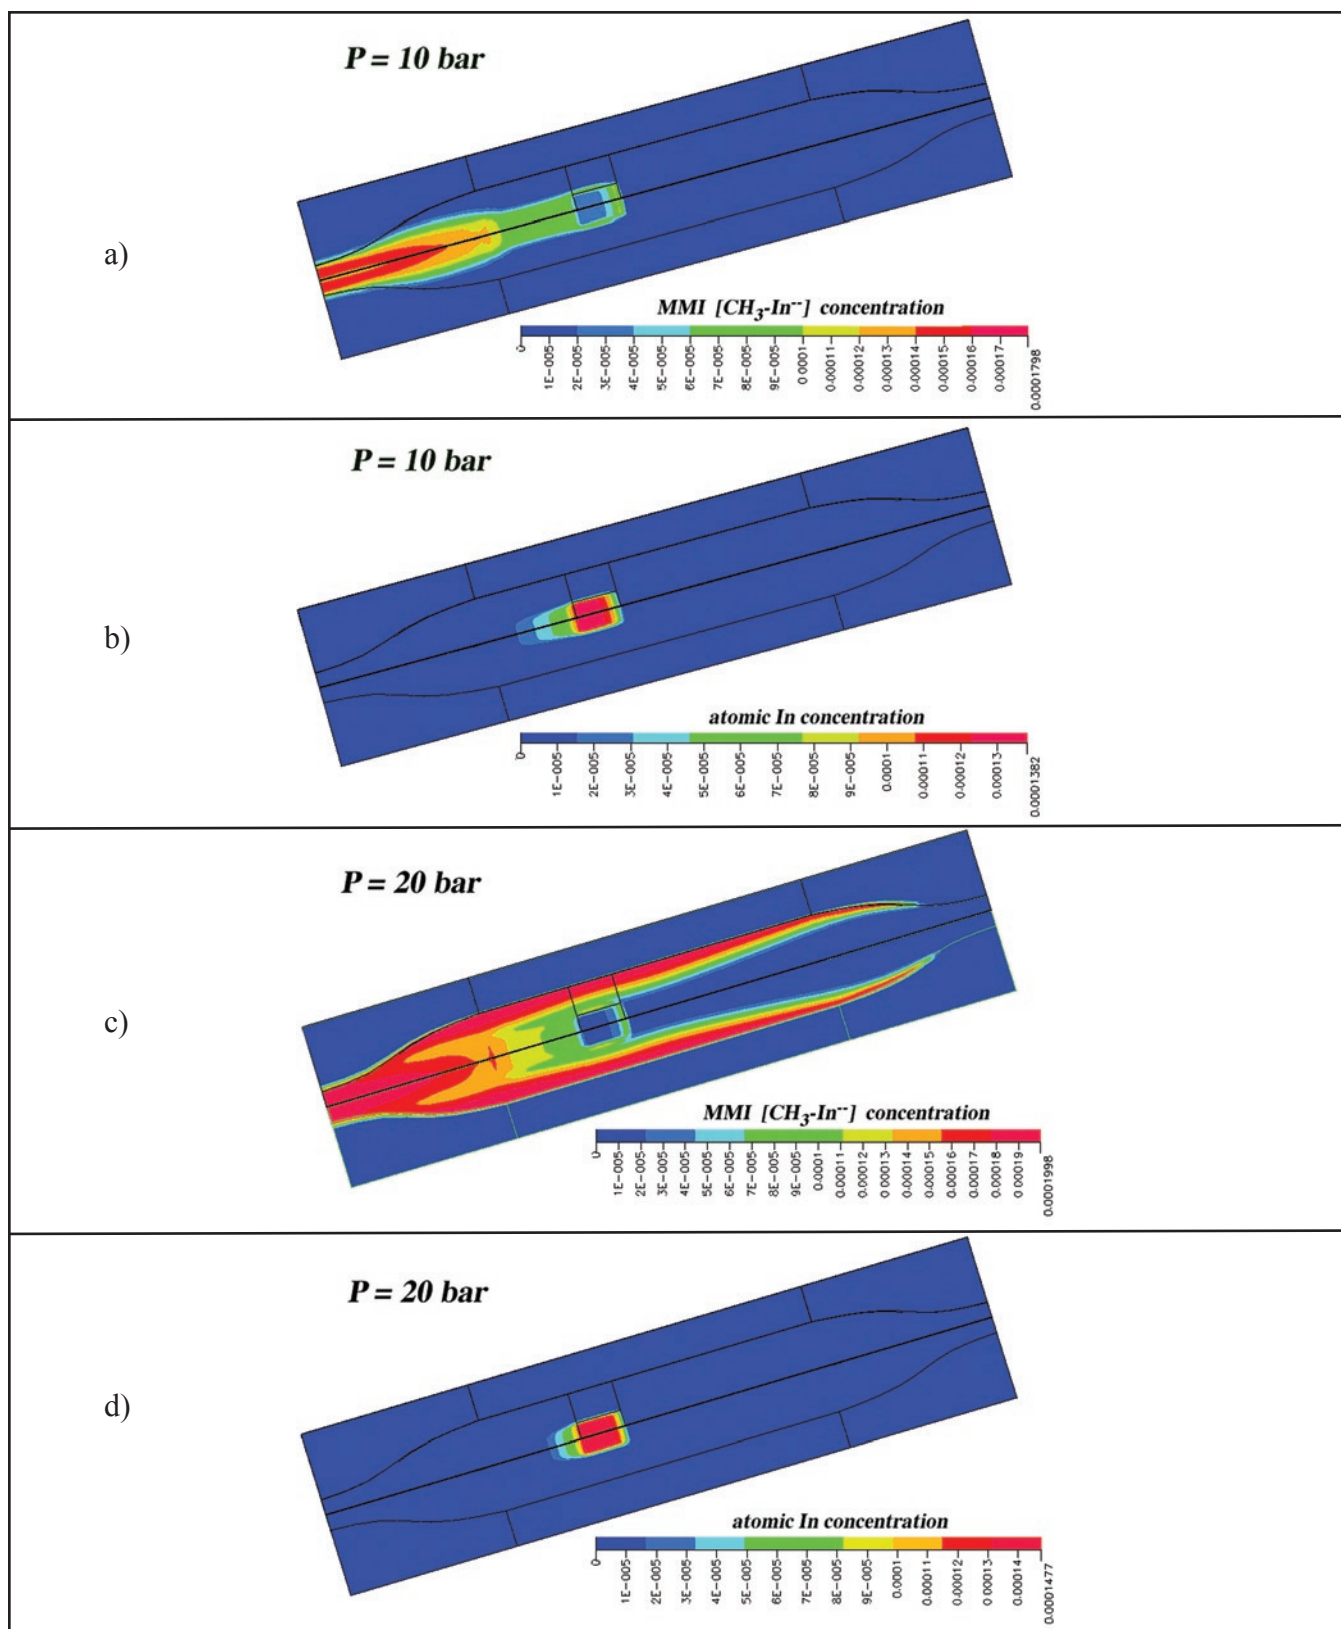 P = 10 bar
a)
MMI [CH3-In--] concentration
0 1E-005 2E-005 3E-005 4E-005 5E-005 6E-005 7E-005 8E-005 9E-005 0.0001 0.00011 0.00012 0.00013 0.00014 0.00015 0.00016 0.00017 0.0001798
P = 10 bar
b)
atomic In concentration
0 1E-005 2E-005 3E-005 4E-005 5E-005 6E-005 7E-005 8E-005 9E-005 0.0001 0.00011 0.00012 0.00013 0.0001382
P = 20 bar
c)
MMI [CH3-In--] concentration
0 1E-005 2E-005 3E-005 4E-005 5E-005 6E-005 7E-005 8E-005 9E-005 0.0001 0.00011 0.00012 0.00013 0.00014 0.00015 0.00016 0.00017 0.00018 0.00019 0.0001998
P = 20 bar
d)
atomic In concentration
0 1E-005 2E-005 3E-005 4E-005 5E-005 6E-005 7E-005 8E-005 9E-005 0.0001 0.00011 0.00012 0.00013 0.00014 0.0001477